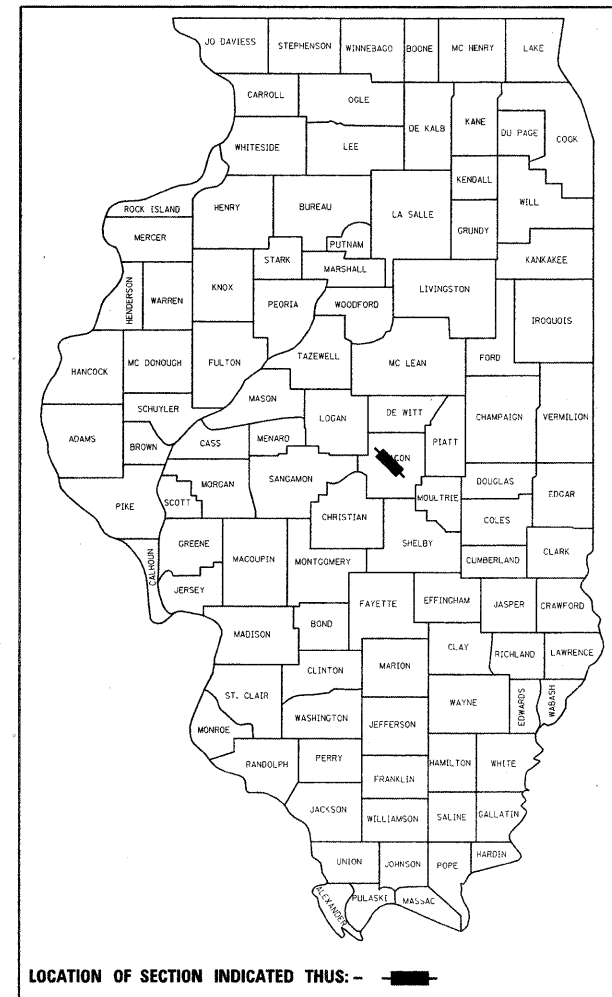 JO DAVIESS STEPHENSON WINNEBAGO BOONE MC HENRY LAKE
CARROLL OGLE DE KALB KANE DU PAGE COOK
WHITESIDE LEE
KENDALL WILL
ROCK ISLAND HENRY BUREAU LA SALLE GRUNDY
MERCER PUTNAM
STARK MARSHALL KANKAKEE
HENDERSON WARREN KNOX PEORIA WOODFORD LIVINGSTON IROQUOIS
HANCOCK MC DONOUGH FULTON TAZEWELL MC LEAN FORD
MASON
SCHUYLER LOGAN DE WITT CHAMPAIGN VERMILION
ADAMS BROWN CASS MENARD PIATT
MORGAN SANGAMON DOUGLAS
PIKE SCOTT CHRISTIAN MOULTRIE EDGAR
COLES
GREENE MACOUPIN MONTGOMERY SHELBY CUMBERLAND CLARK
CALHOUN JERSEY
FAYETTE EFFINGHAM JASPER CRAWFORD
MADISON BOND
CLAY RICHLAND LAWRENCE
CLINTON MARION
ST. CLAIR WAYNE EDWARDS WABASH
WASHINGTON JEFFERSON
MONROE
RANDOLPH PERRY HAMILTON WHITE
FRANKLIN
JACKSON WILLIAMSON SALINE GALLATIN
UNION JOHNSON POPE HARDIN
ALEXANDER PULASKI MASSAC
LOCATION OF SECTION INDICATED THUS: -